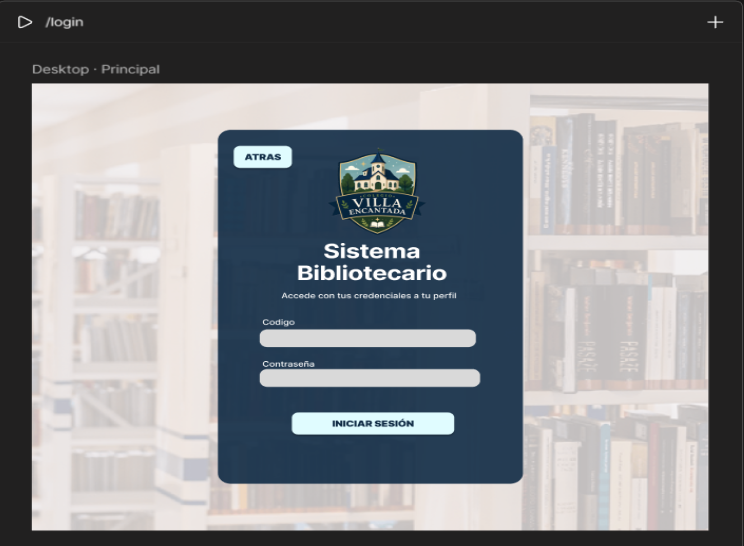 /login
Desktop · Principal
ATRAS
VILLA
ENCANTADA
Sistema
Bibliotecario
Accede con tus credenciales a tu perfil
Codigo
Contraseña
INICIAR SESIÓN